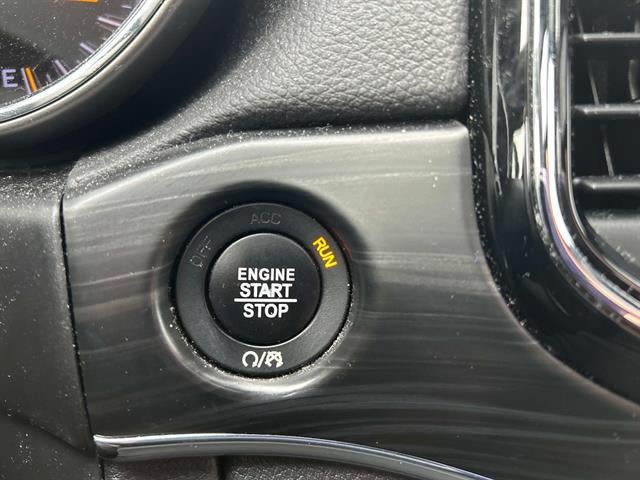 E
OFF
ACC
RUN
ENGINE
START
STOP